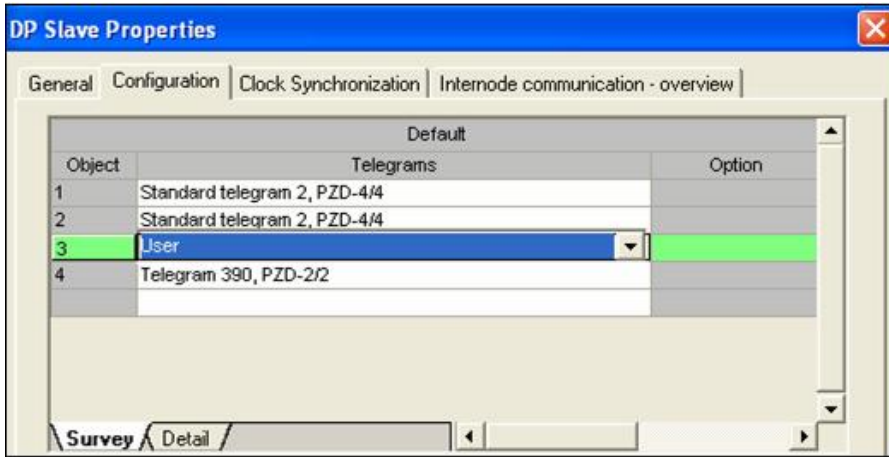 DP Slave Properties
General Configuration Clock Synchronization Internode communication - overview
Default
Object Telegrams Option
1 Standard telegram 2, PZD-4/4
2 Standard telegram 2, PZD-4/4
3 User
4 Telegram 390, PZD-2/2
Survey Detail